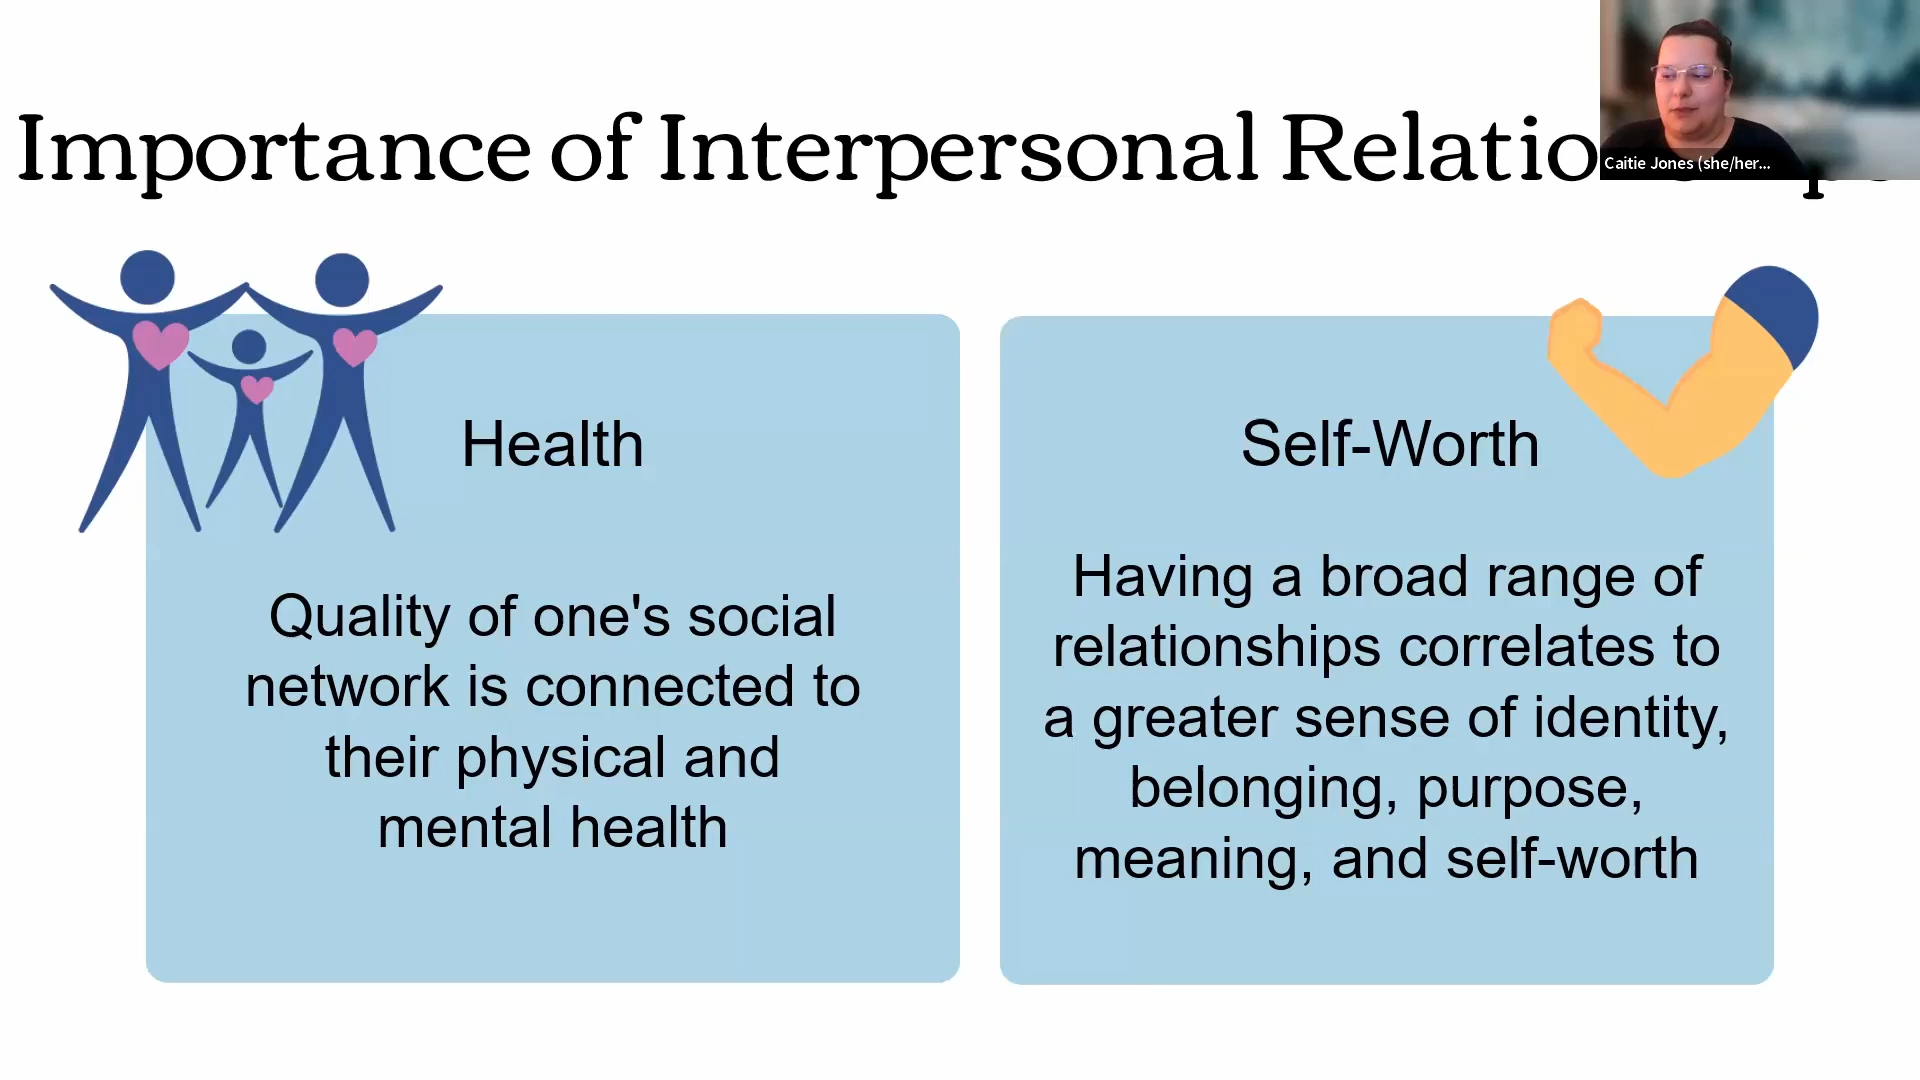 Importance of Interpersonal Relatio
Caitie Jones (she/her...
Health
Quality of one's social
network is connected to
their physical and
mental health
Self-Worth
Having a broad range of
relationships correlates to
a greater sense of identity,
belonging, purpose,
meaning, and self-worth